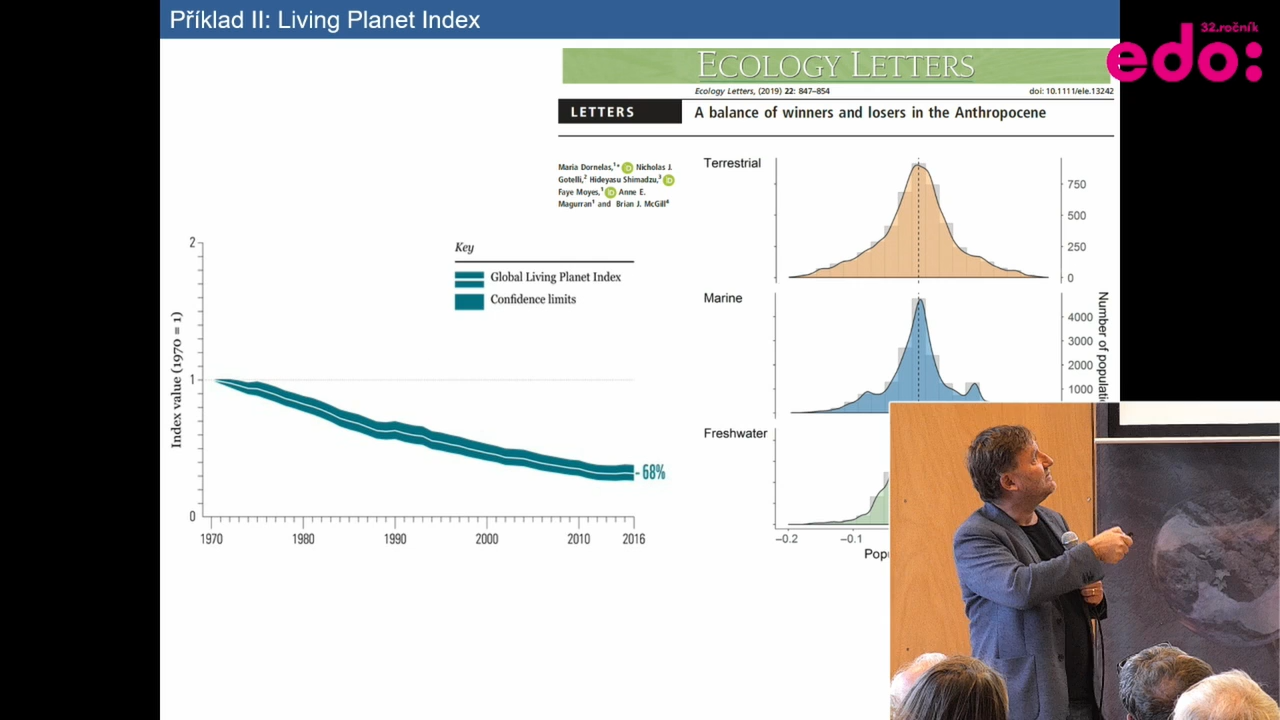 Příklad II: Living Planet Index
32.ročník
edo:
ECOLOGY LETTERS
Ecology Letters, (2019) 22: 847–854
doi: 10.1111/ele.13242
LETTERS
A balance of winners and losers in the Anthropocene
Maria Dornelas,¹* Nicholas J.
Gotelli,² Hideyasu Shimadzu,³
Faye Moyes,¹ Anne E.
Magurran¹ and Brian J. McGill⁴
Key
Global Living Planet Index
Confidence limits
Index value (1970 = 1)
2
1
0
-68%
1970
1980
1990
2000
2010
2016
Terrestrial
750
500
250
0
Marine
4000
3000
2000
1000
Number of populati
Freshwater
−0.2
−0.1
Pop